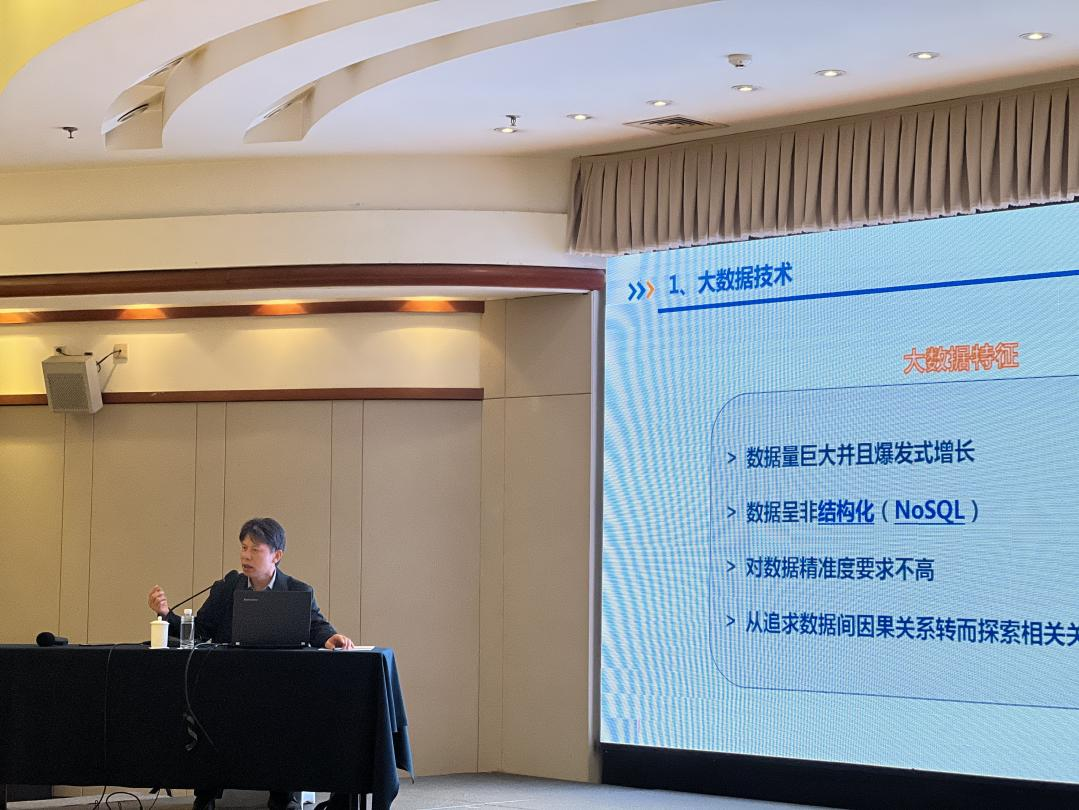 1、大数据技术
大数据特征
> 数据量巨大并且爆发式增长
> 数据呈非结构化（NoSQL）
> 对数据精准度要求不高
> 从追求数据间因果关系转而探索相关